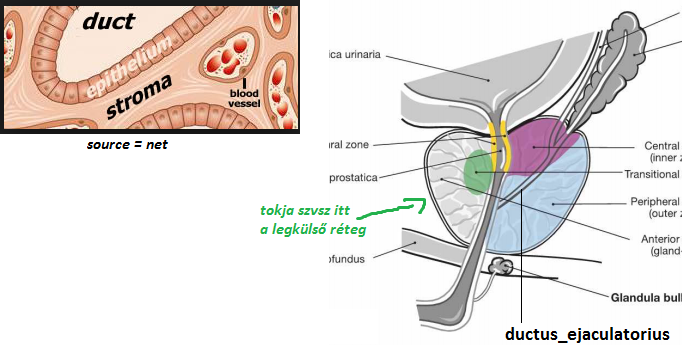 duct
epithelium
stroma
blood
vessel
source = net
ica urinaria
ral zone
prostatica
tokja szvsz itt
a legkülső réteg
ofundus
Central
(inner z
Transitional
Peripheral
(outer z
Anterior
(gland-
Glandula bul
ductus_ejaculatorius